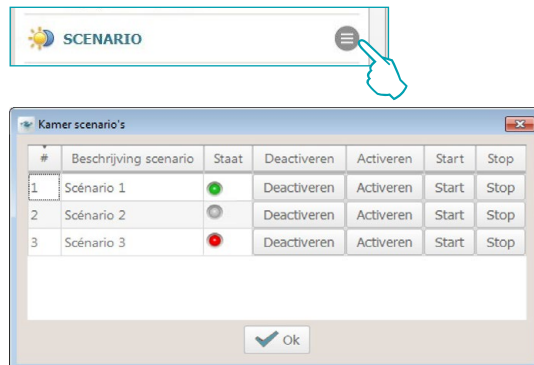 SCENARIO
Kamer scenario's
# Beschrijving scenario Staat Deactiveren Activeren Start Stop
1 Scénario 1 Deactiveren Activeren Start Stop
2 Scénario 2 Deactiveren Activeren Start Stop
3 Scénario 3 Deactiveren Activeren Start Stop
Ok